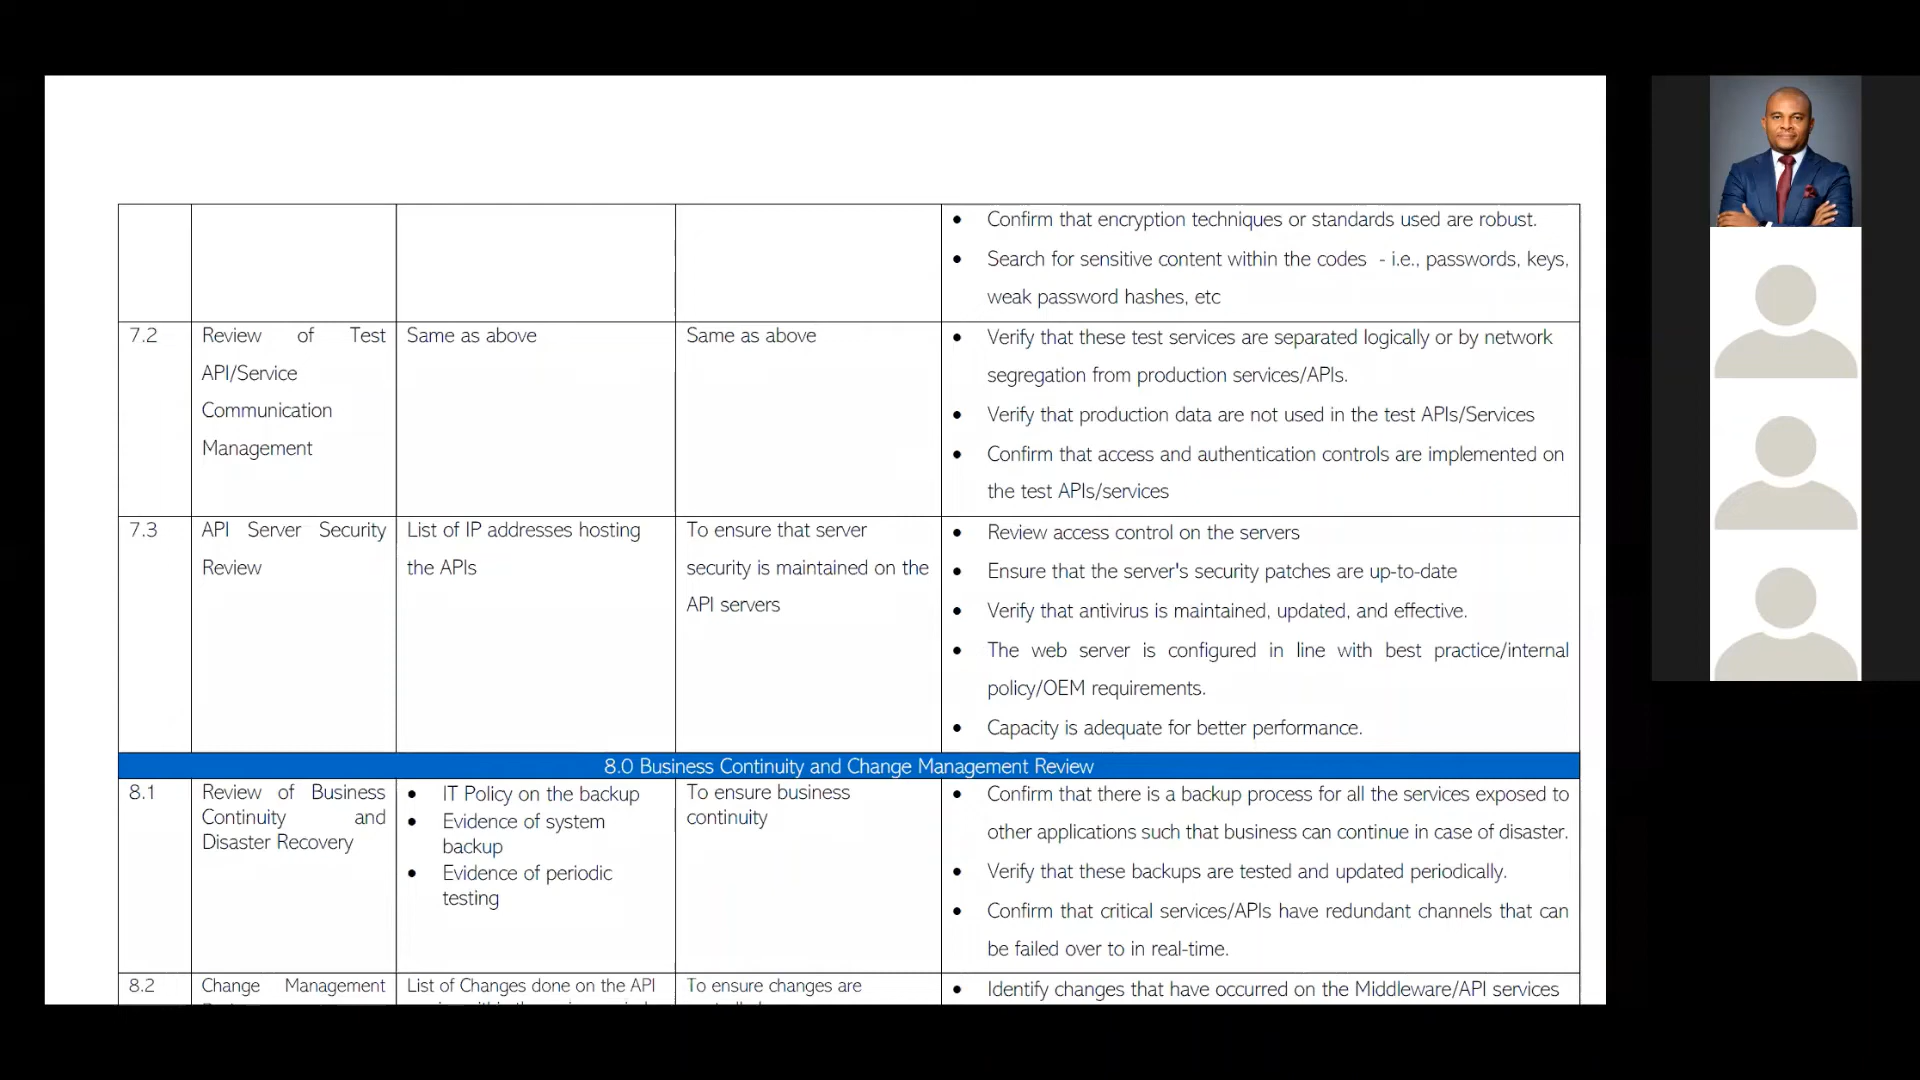 • Confirm that encryption techniques or standards used are robust.
• Search for sensitive content within the codes - i.e., passwords, keys,
weak password hashes, etc
7.2
Review of Test
API/Service
Communication
Management
Same as above
Same as above
• Verify that these test services are separated logically or by network
segregation from production services/APIs.
• Verify that production data are not used in the test APIs/Services
• Confirm that access and authentication controls are implemented on
the test APIs/services
7.3
API Server Security
Review
List of IP addresses hosting
the APIs
To ensure that server
security is maintained on the
API servers
• Review access control on the servers
• Ensure that the server's security patches are up-to-date
• Verify that antivirus is maintained, updated, and effective.
• The web server is configured in line with best practice/internal
policy/OEM requirements.
• Capacity is adequate for better performance.
8.0 Business Continuity and Change Management Review
8.1
Review of Business
Continuity and
Disaster Recovery
• IT Policy on the backup
• Evidence of system
backup
• Evidence of periodic
testing
To ensure business
continuity
• Confirm that there is a backup process for all the services exposed to
other applications such that business can continue in case of disaster.
• Verify that these backups are tested and updated periodically.
• Confirm that critical services/APIs have redundant channels that can
be failed over to in real-time.
8.2
Change Management
List of Changes done on the API
To ensure changes are
• Identify changes that have occurred on the Middleware/API services